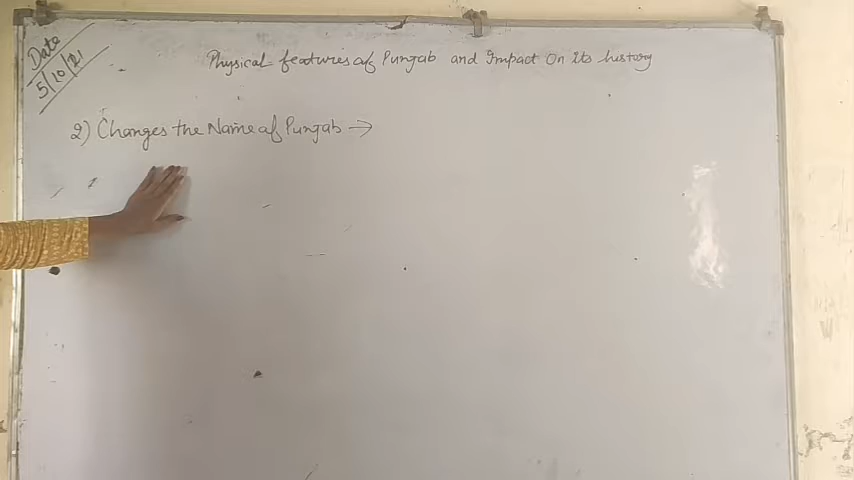 Date
5/10/21
Physical features of Punjab and Impact On Its history
2) Changes the Name of Punjab →